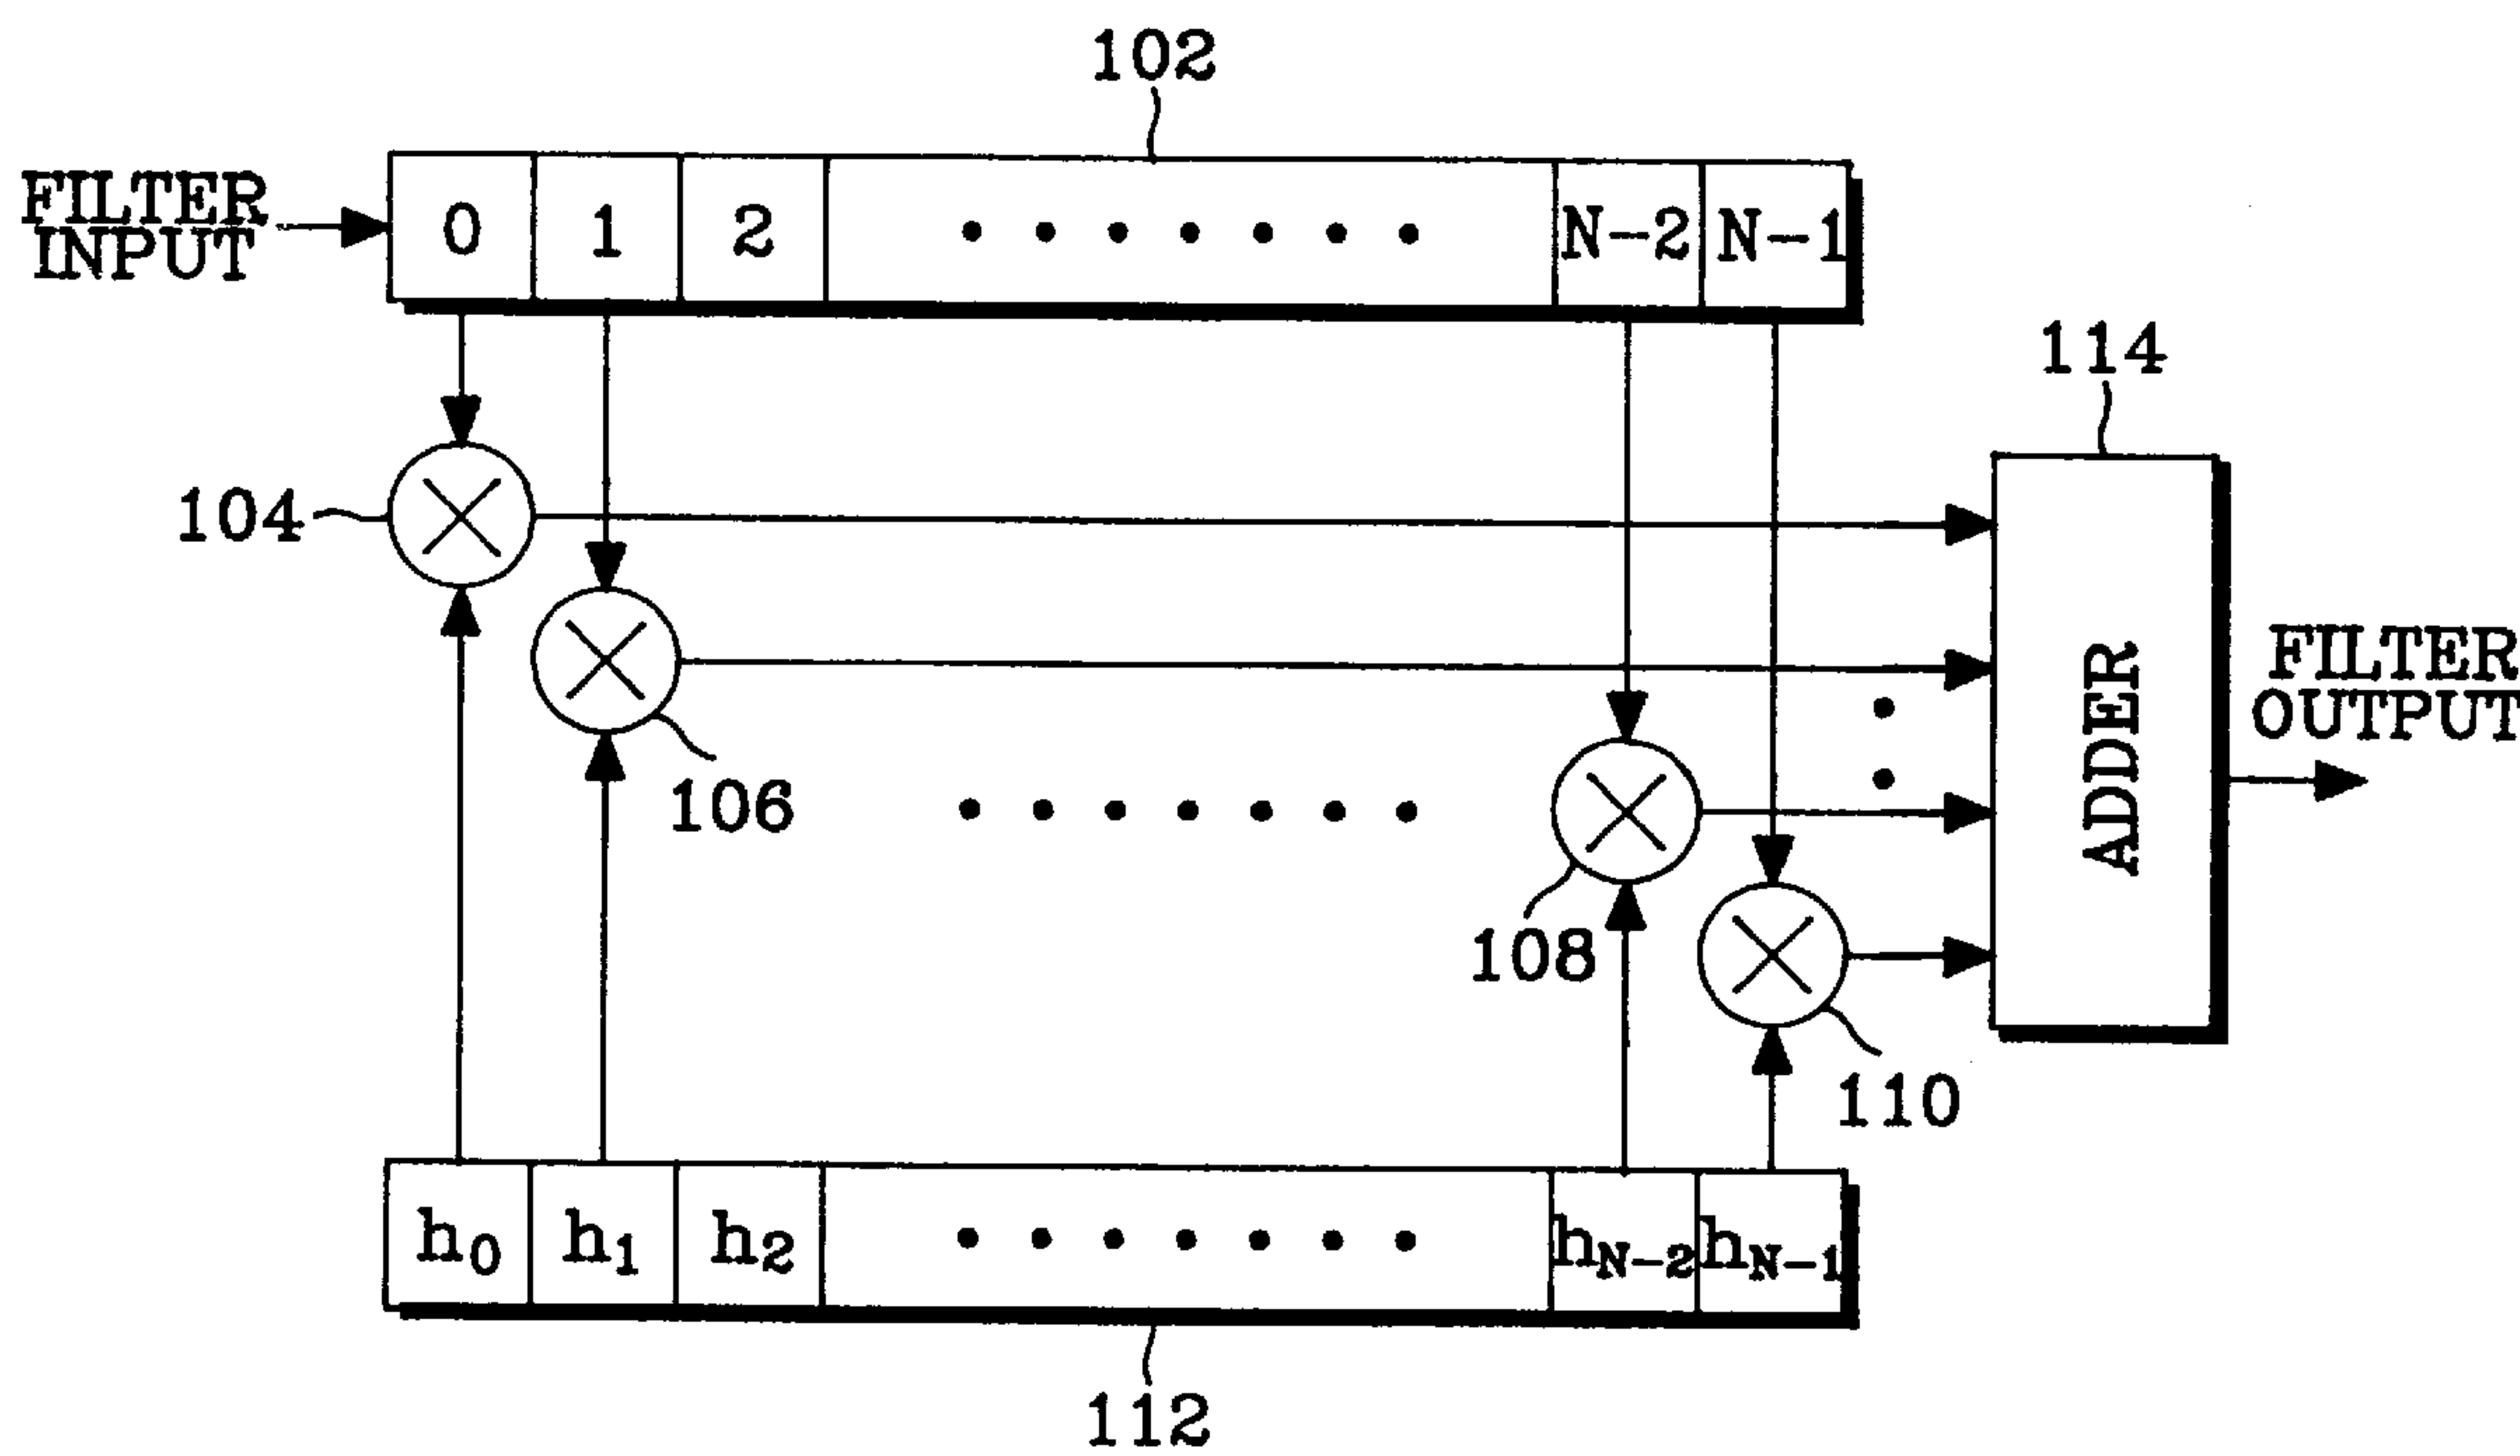 102
FILTER
INPUT
0 1 2 • • • • • • • N-2 N-1
114
104
106
• • • • • • •
108
110
ADDER
FILTER
OUTPUT
h0 h1 h2 • • • • • • • hN-2 hN-1
112